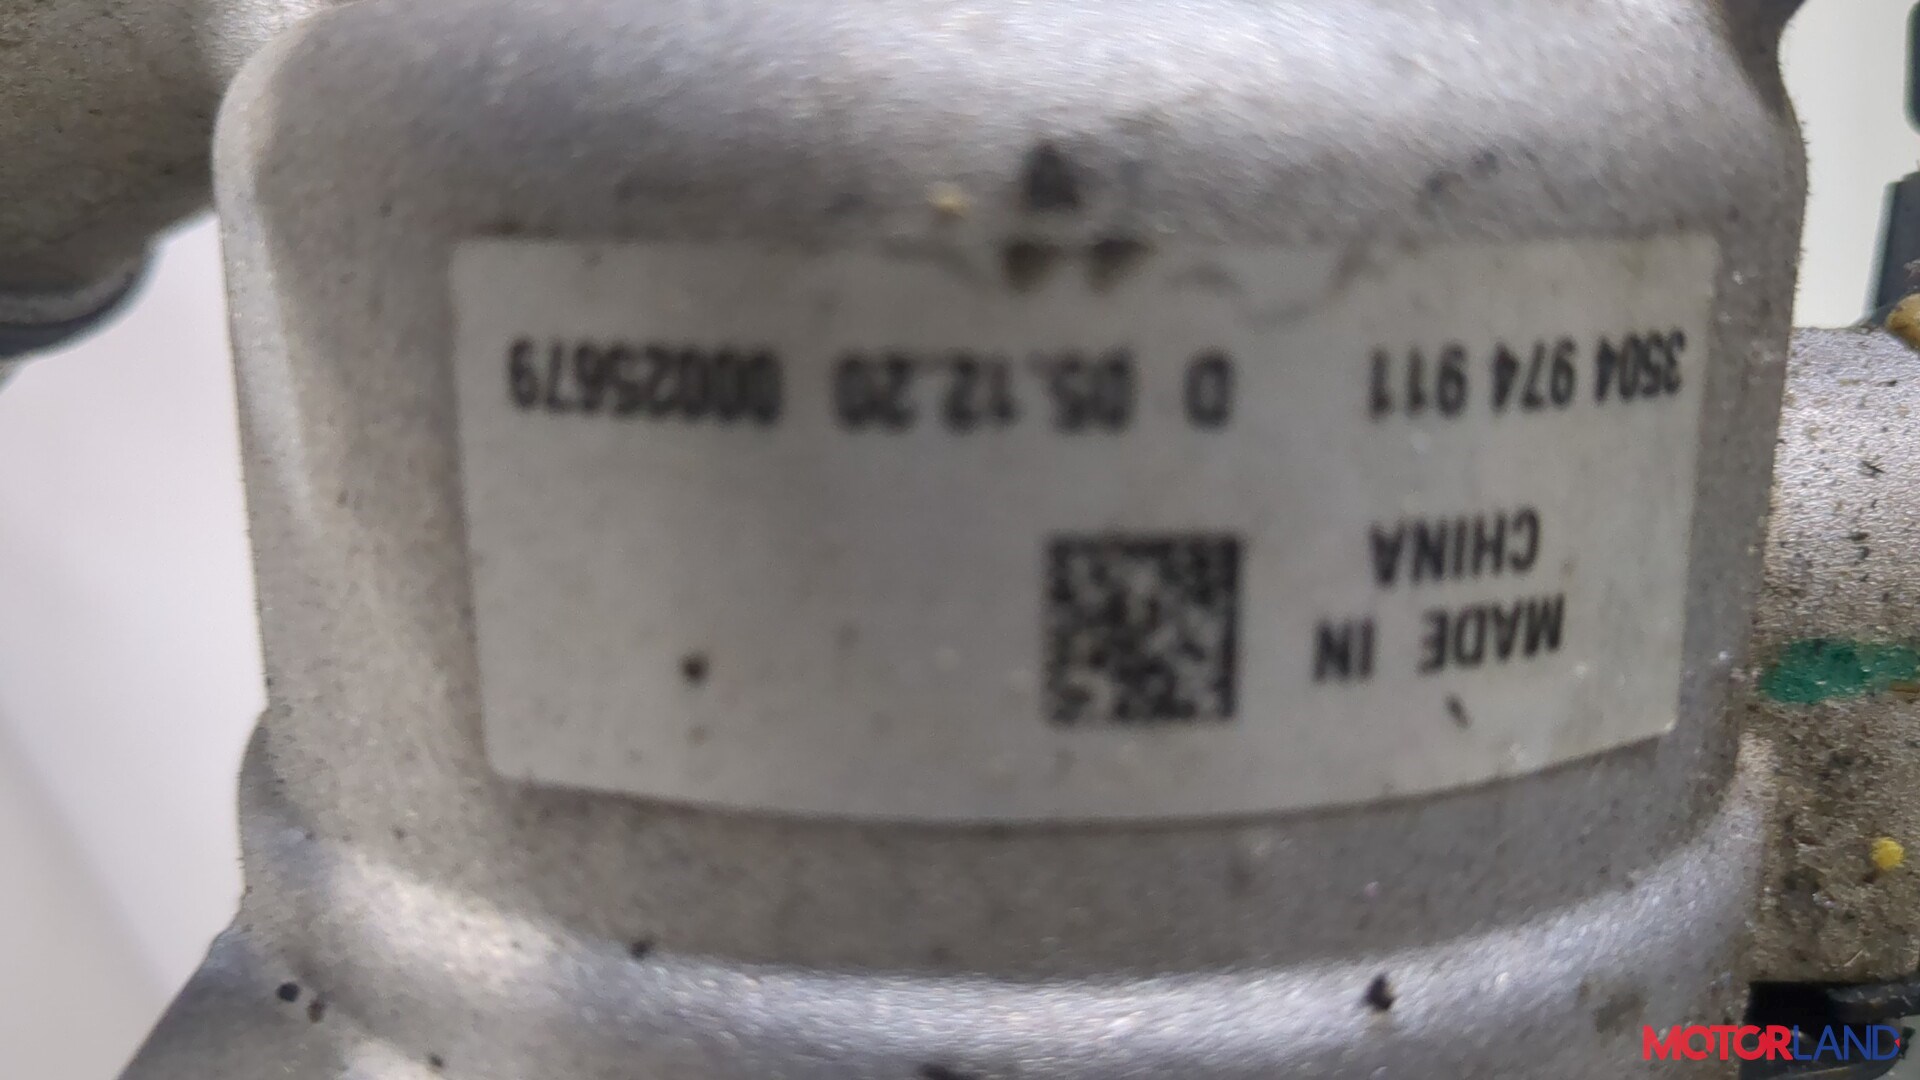 MADE IN
CHINA
3504 974 911 D 05.12.20 00025679
MOTORLAND